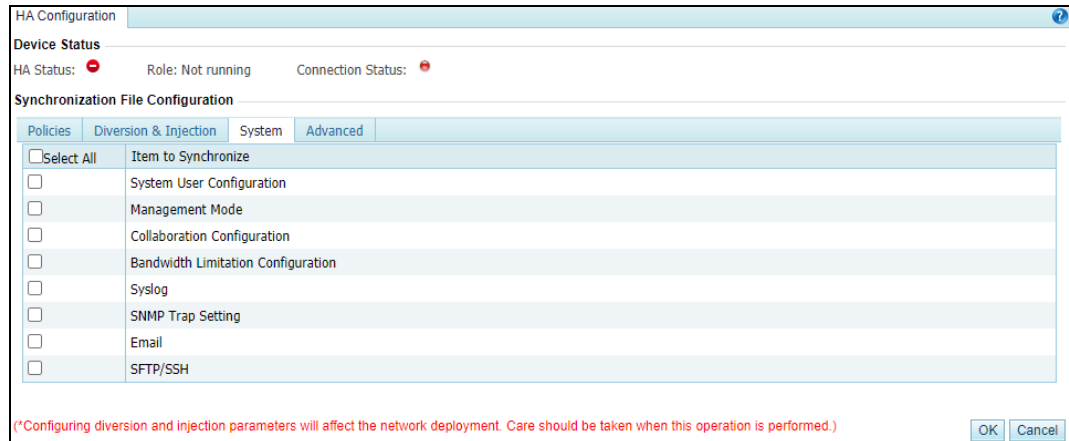 HA Configuration
?
Device Status
HA Status: Role: Not running Connection Status:
Synchronization File Configuration
Policies Diversion & Injection System Advanced
Select All Item to Synchronize
System User Configuration
Management Mode
Collaboration Configuration
Bandwidth Limitation Configuration
Syslog
SNMP Trap Setting
Email
SFTP/SSH
(*Configuring diversion and injection parameters will affect the network deployment. Care should be taken when this operation is performed.) OK Cancel